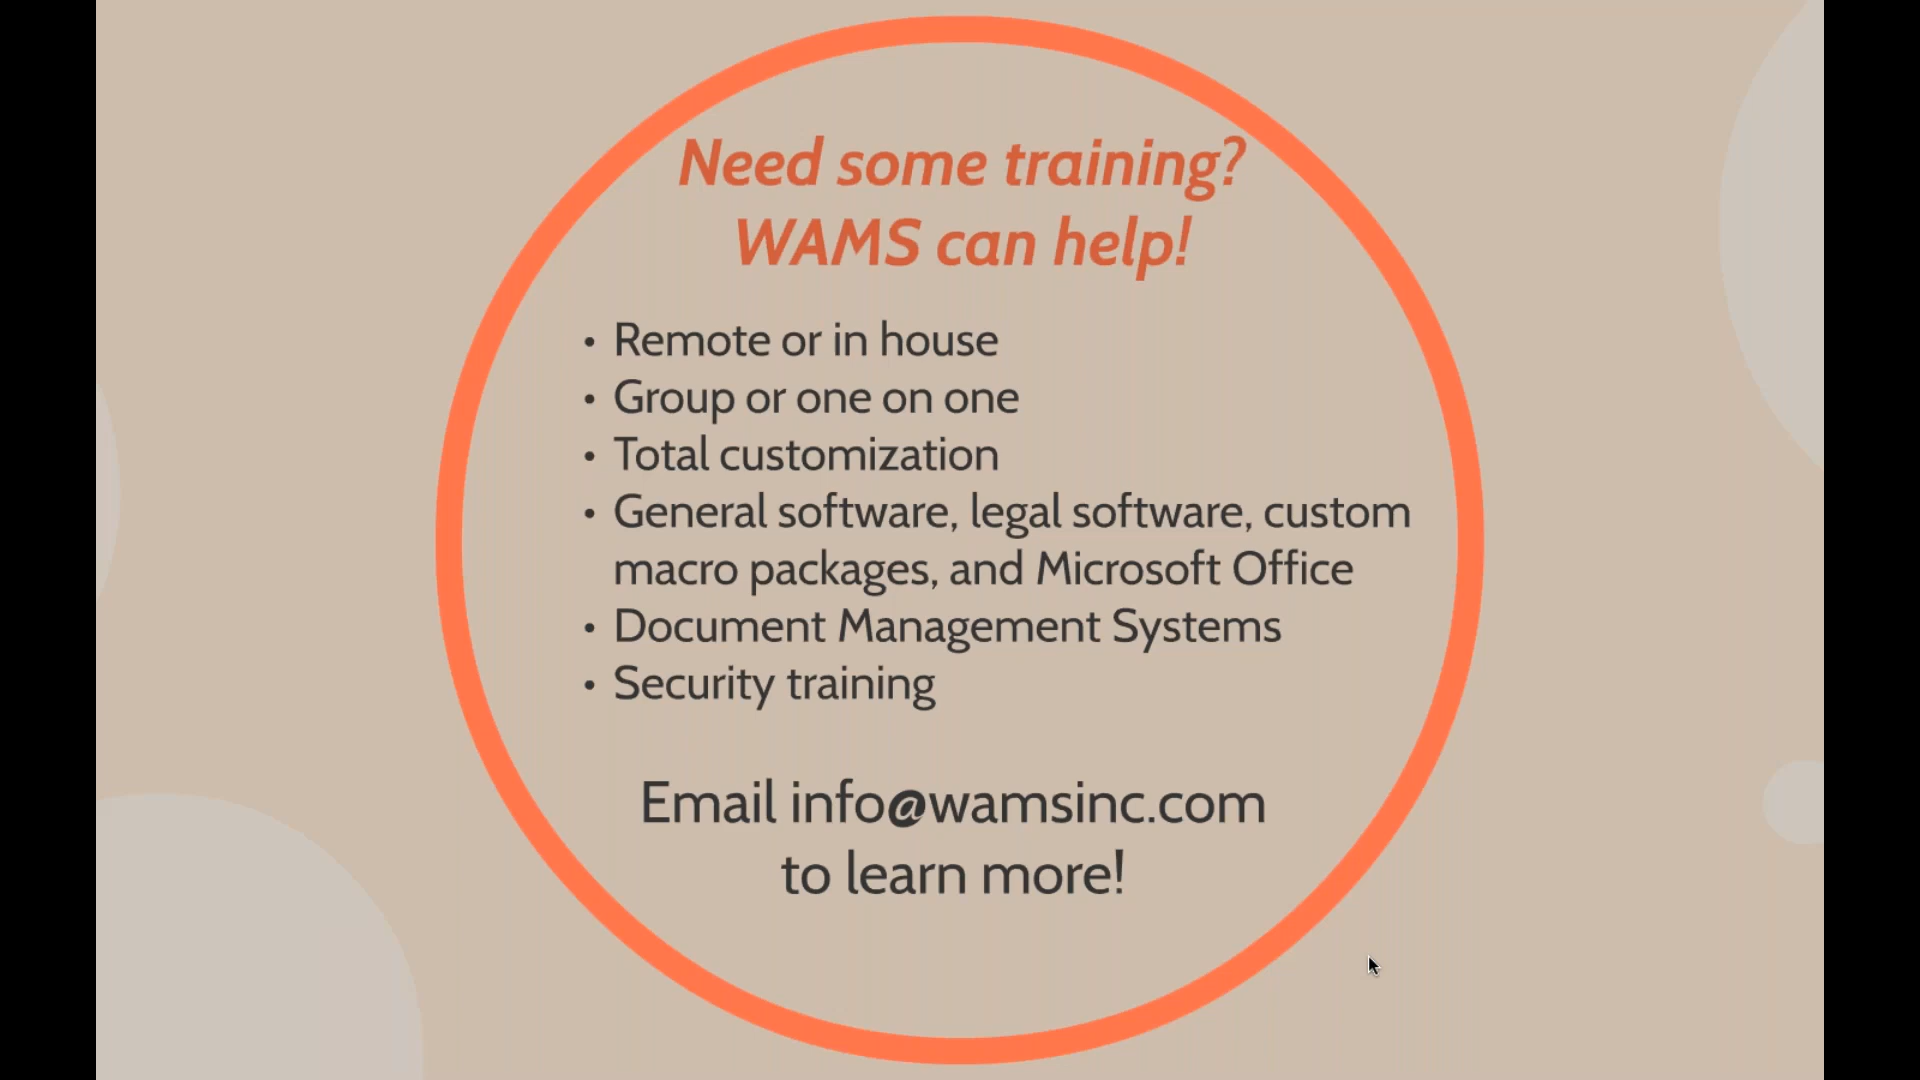 Need some training?
WAMS can help!
• Remote or in house
• Group or one on one
• Total customization
• General software, legal software, custom
macro packages, and Microsoft Office
• Document Management Systems
• Security training
Email info@wamsinc.com
to learn more!